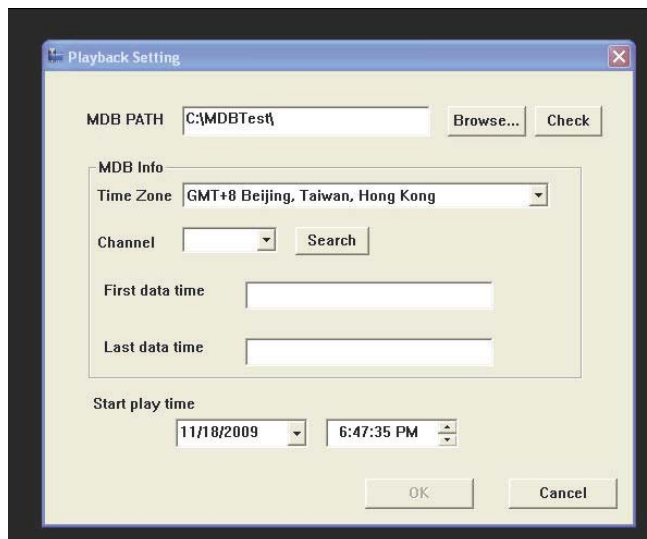 Playback Setting
MDB PATH C:\MDBTest\ Browse... Check
MDB Info
Time Zone GMT+8 Beijing, Taiwan, Hong Kong
Channel Search
First data time
Last data time
Start play time
11/18/2009 6:47:35 PM
OK Cancel